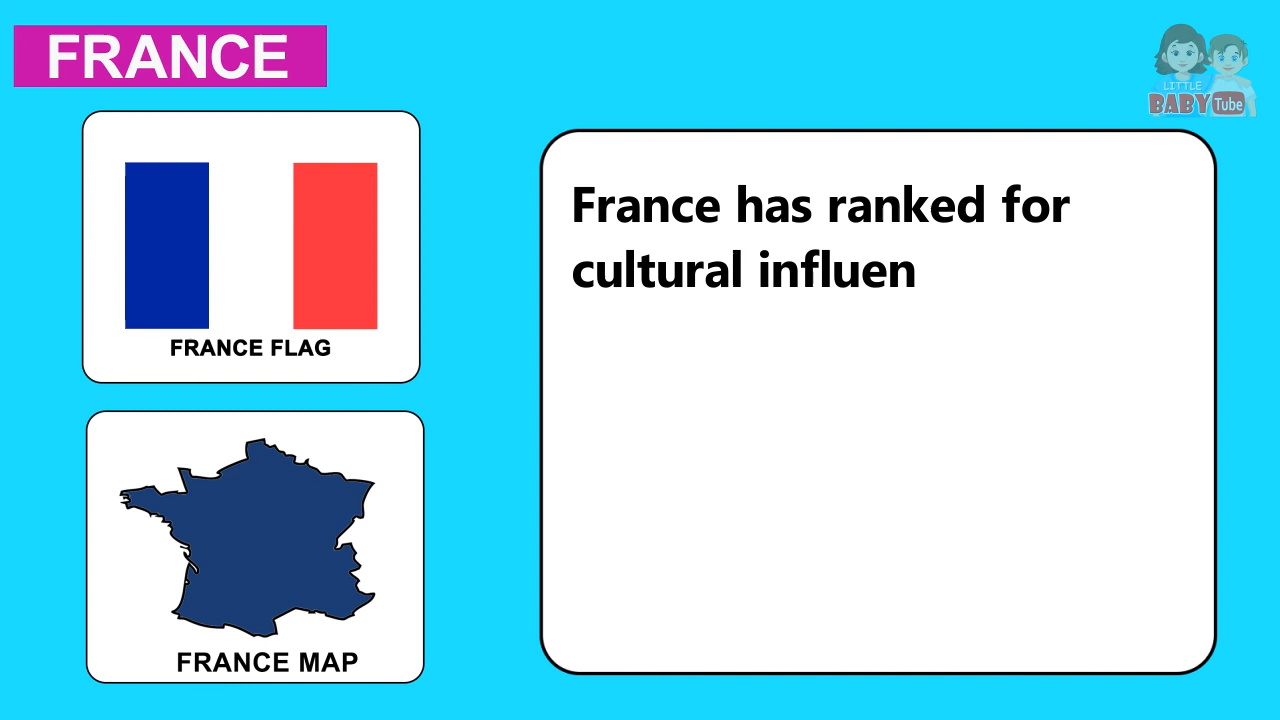 FRANCE
LITTLE
BABY Tube
FRANCE FLAG
France has ranked for
cultural influen
FRANCE MAP